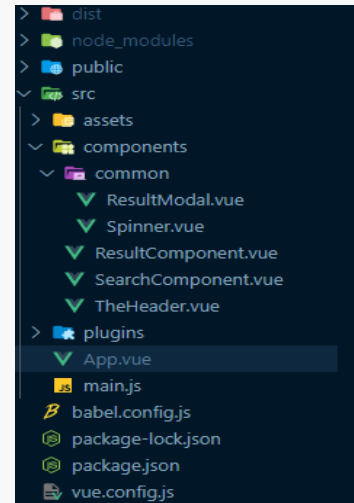 dist
node_modules
public
src
assets
components
common
ResultModal.vue
Spinner.vue
ResultComponent.vue
SearchComponent.vue
TheHeader.vue
plugins
App.vue
main.js
babel.config.js
package-lock.json
package.json
vue.config.js